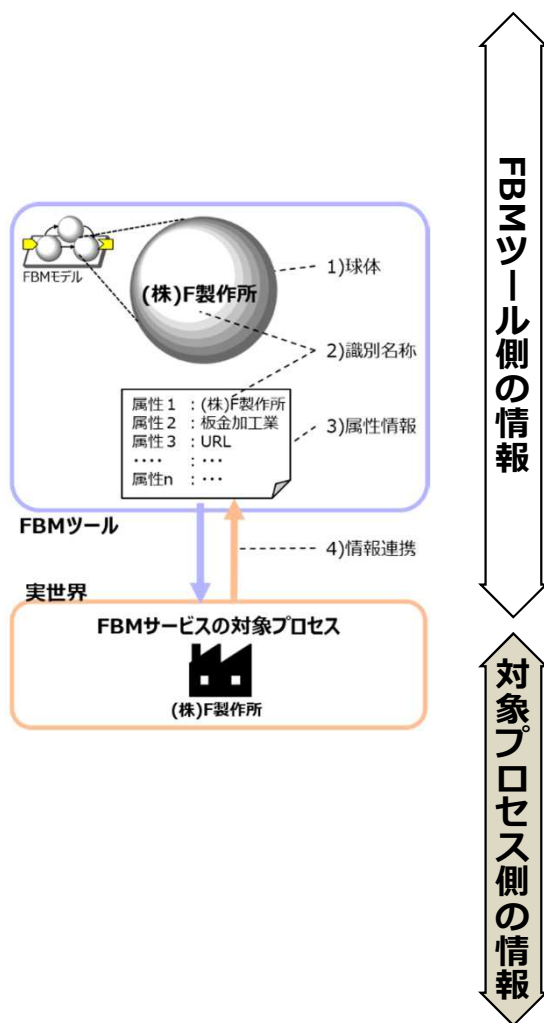 FBMモデル
(株)F製作所
1)球体
2)識別名称
属性1 :(株)F製作所
属性2 :板金加工業
属性3 :URL
‥‥ :・・・
属性n :・・・
3)属性情報
FBMツール
4)情報連携
実世界
FBMサービスの対象プロセス
(株)F製作所
FBMツール側の情報
対象プロセス側の情報